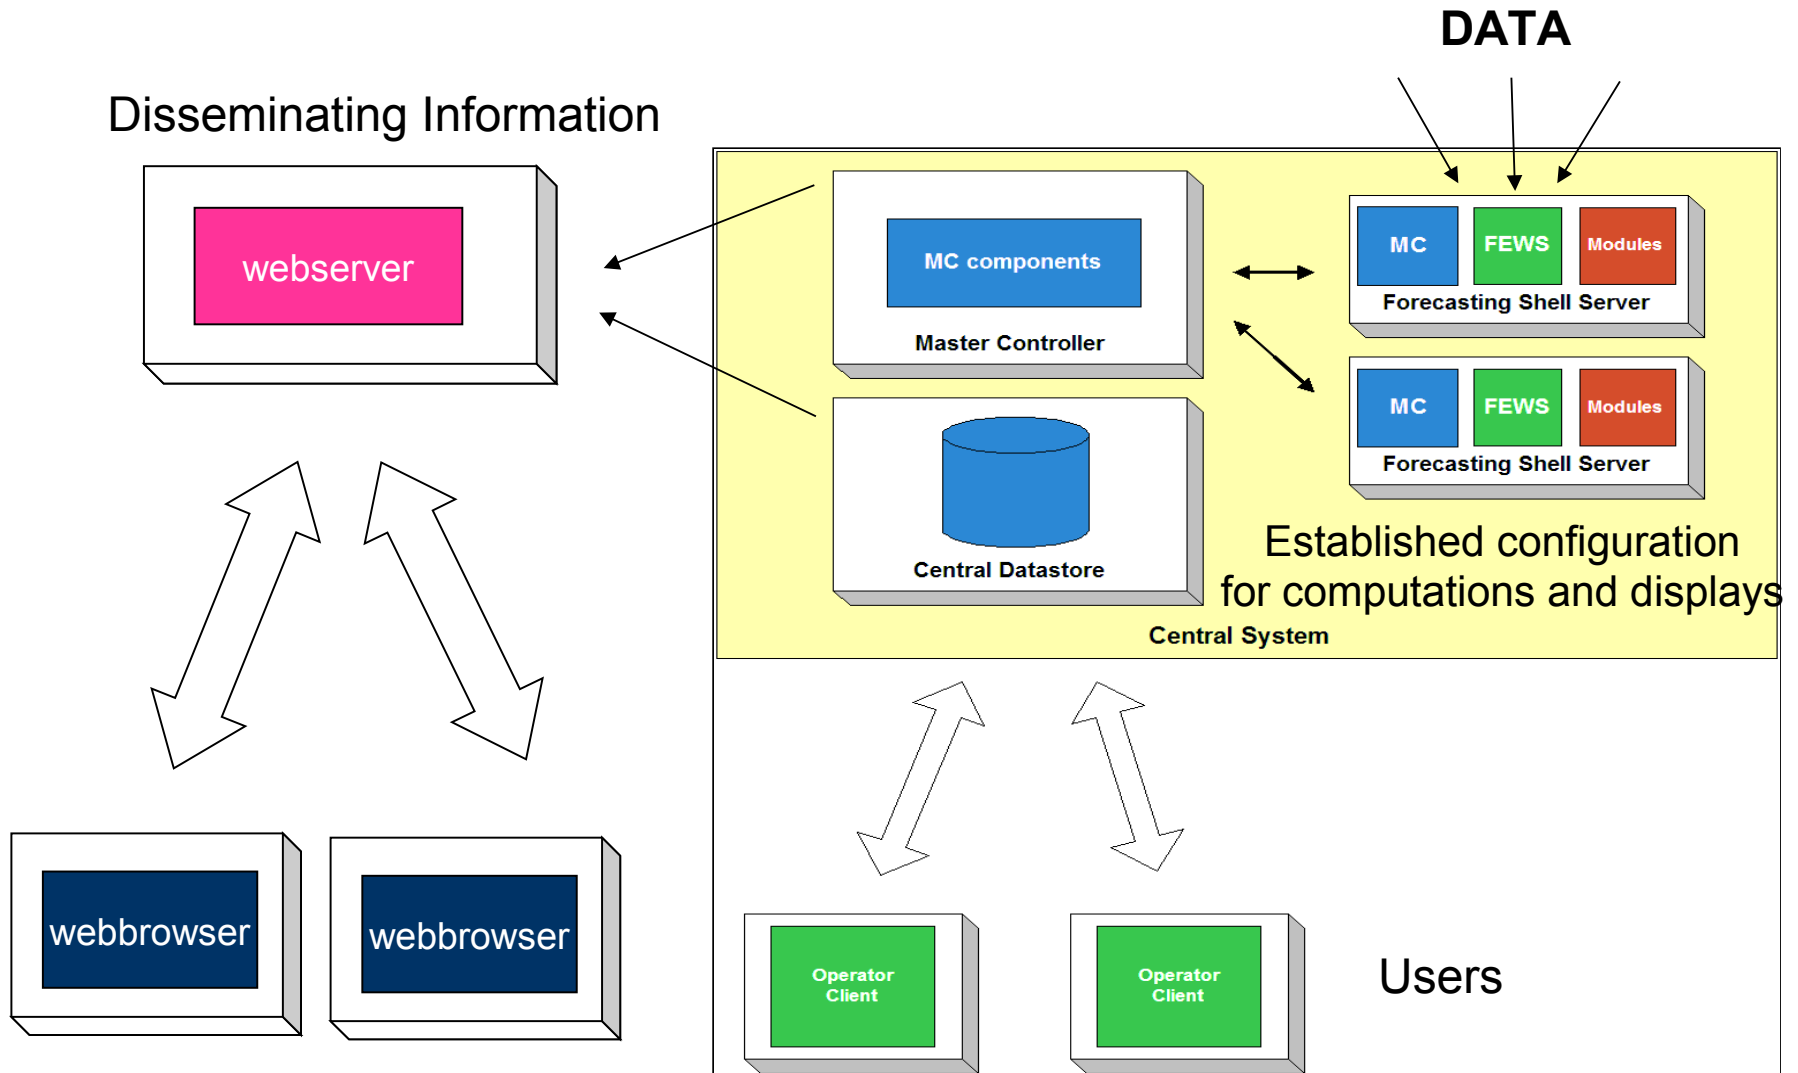 DATA
Disseminating Information
webserver
MC components
Master Controller
MC
FEWS
Modules
Forecasting Shell Server
MC
FEWS
Modules
Forecasting Shell Server
Central Datastore
Established configuration
for computations and displays
Central System
webbrowser
webbrowser
Operator
Client
Operator
Client
Users